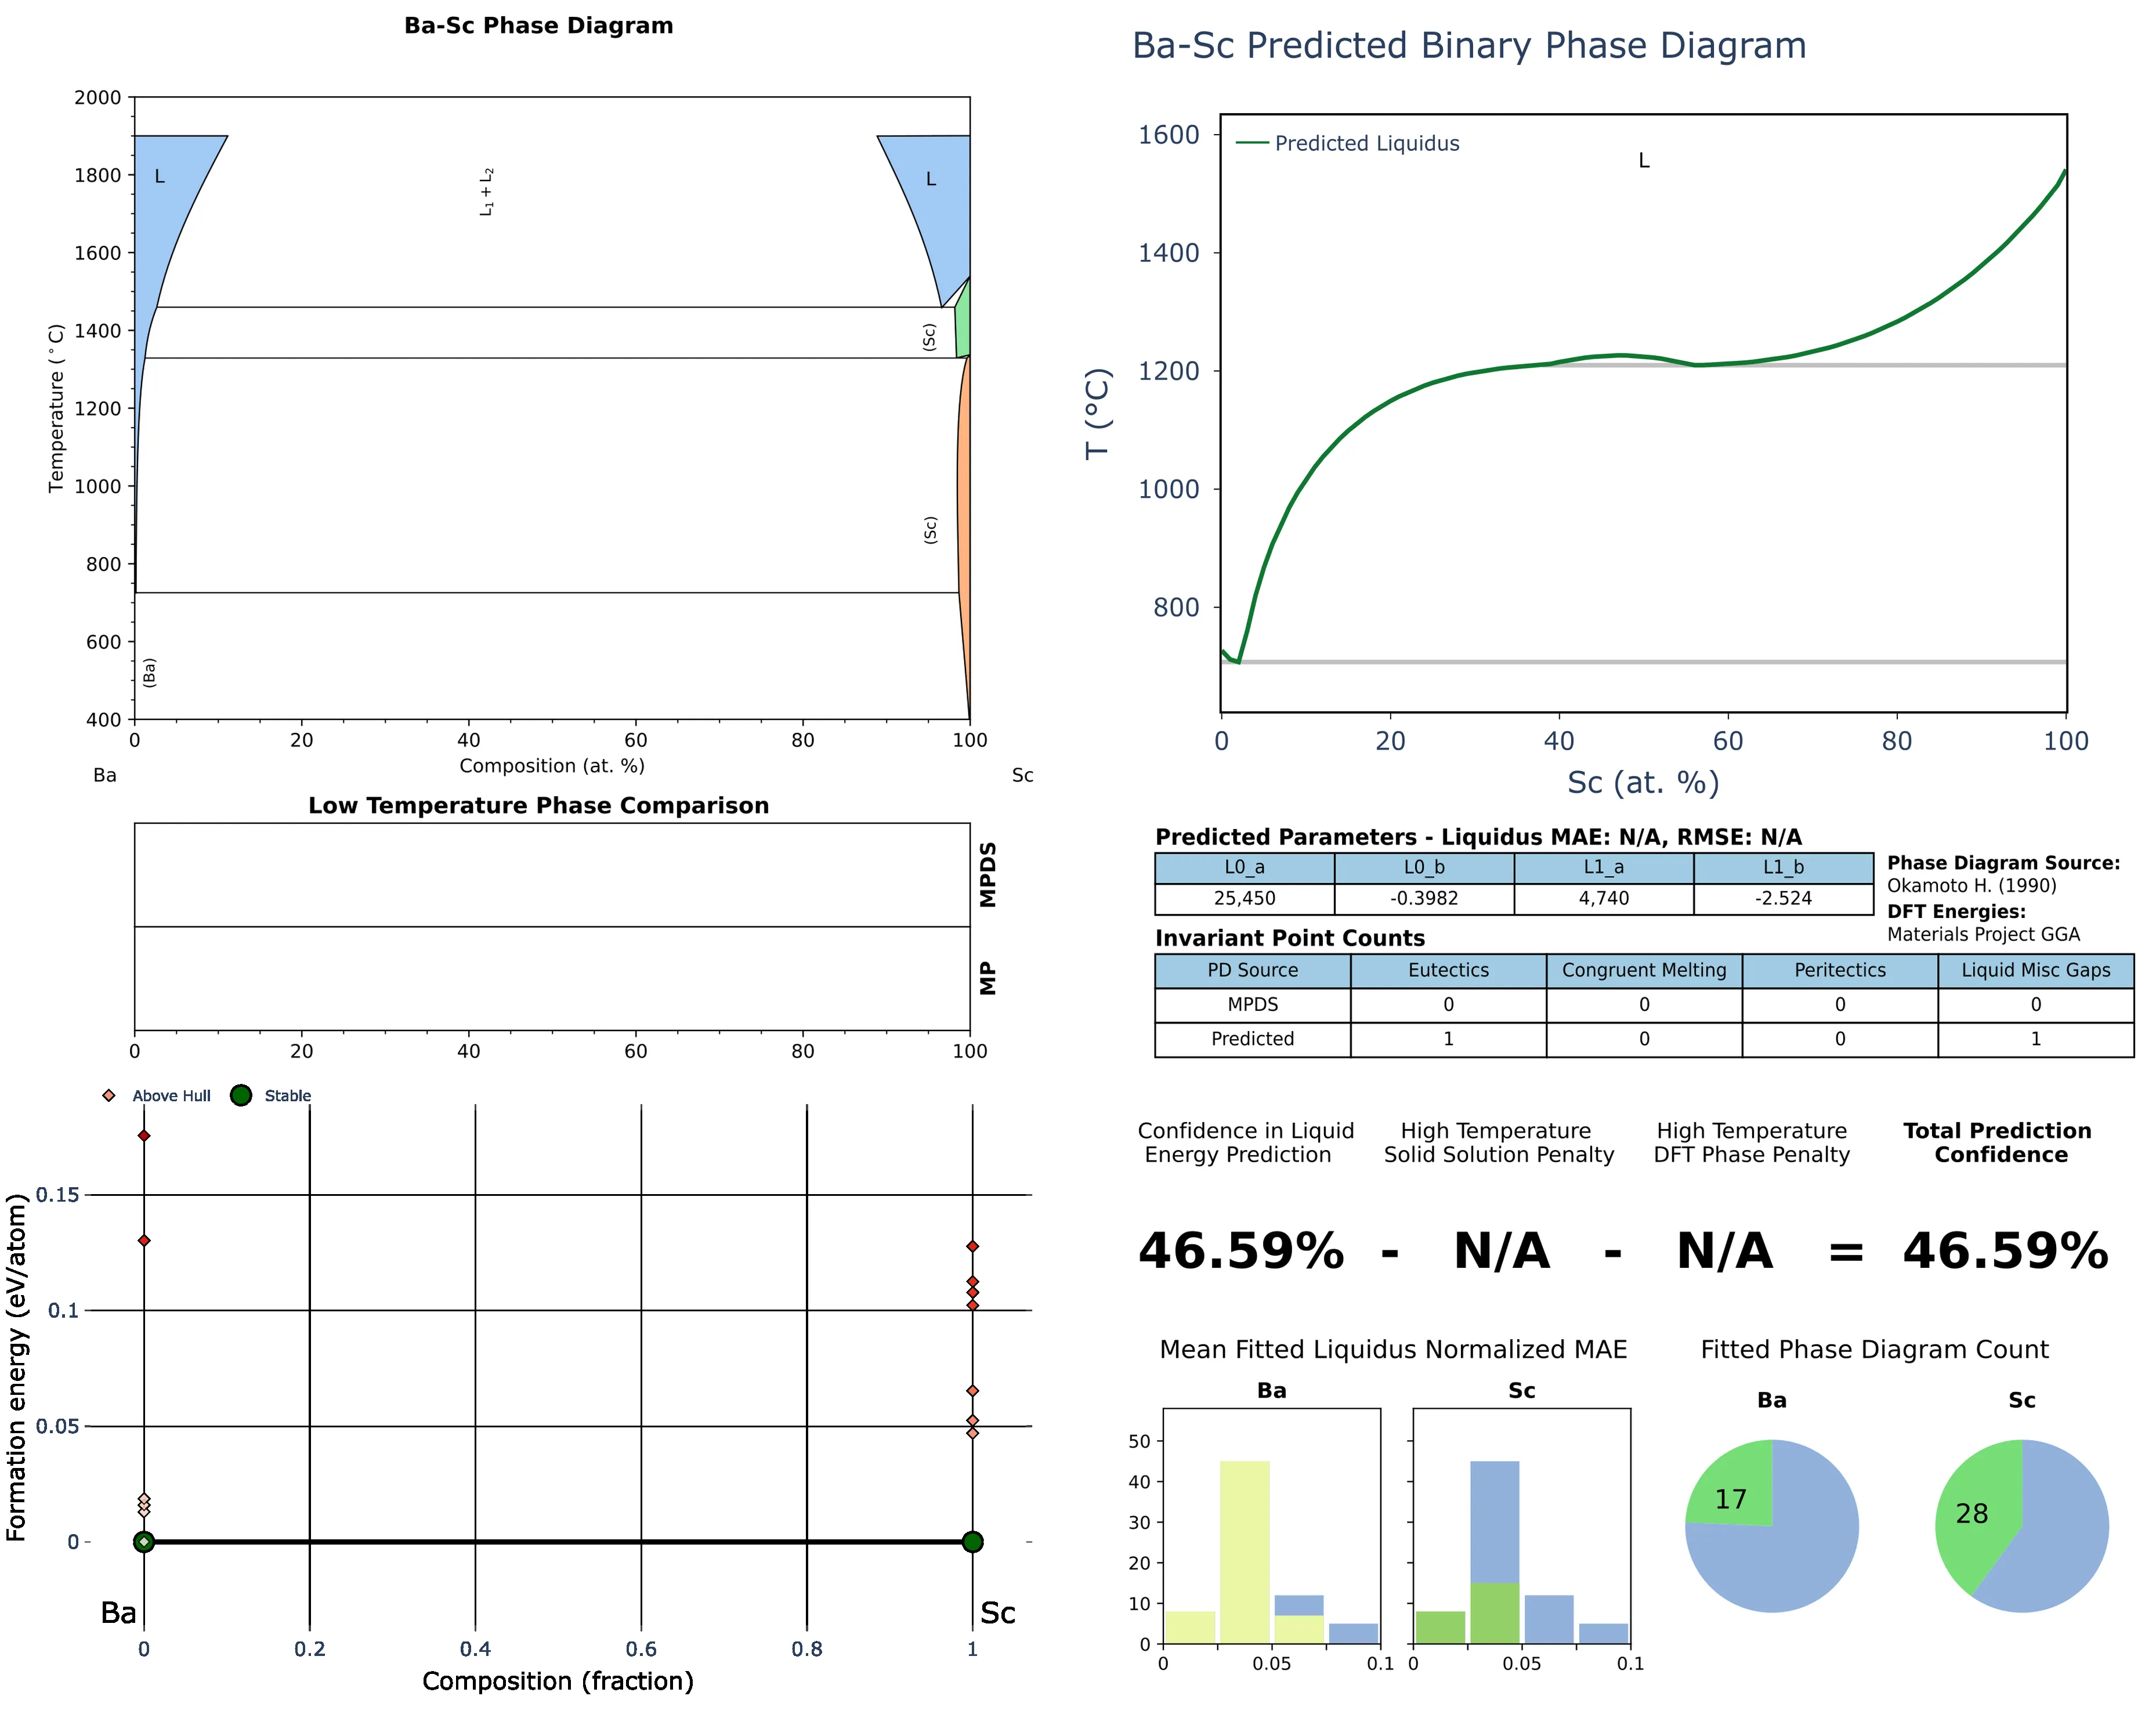 Ba-Sc Phase Diagram
2000
1800
1600
1400
1200
1000
800
600
400
Temperature (°C)
L
L1 + L2
L
(Sc)
(Sc)
(Ba)
0 20 40 60 80 100
Composition (at. %)
Ba Sc
Low Temperature Phase Comparison
MPDS
MP
0 20 40 60 80 100
Above Hull Stable
0.15
0.1
0.05
0
Formation energy (eV/atom)
Ba Sc
0 0.2 0.4 0.6 0.8 1
Composition (fraction)
Ba-Sc Predicted Binary Phase Diagram
Predicted Liquidus
L
1600
1400
1200
1000
800
T (°C)
0 20 40 60 80 100
Sc (at. %)
Predicted Parameters - Liquidus MAE: N/A, RMSE: N/A
L0_a L0_b L1_a L1_b
25,450 -0.3982 4,740 -2.524
Phase Diagram Source:
Okamoto H. (1990)
DFT Energies:
Materials Project GGA
Invariant Point Counts
PD Source Eutectics Congruent Melting Peritectics Liquid Misc Gaps
MPDS 0 0 0 0
Predicted 1 0 0 1
Confidence in Liquid
Energy Prediction
High Temperature
Solid Solution Penalty
High Temperature
DFT Phase Penalty
Total Prediction
Confidence
46.59% - N/A - N/A = 46.59%
Mean Fitted Liquidus Normalized MAE
Ba Sc
50
40
30
20
10
0
0 0.05 0.1
0 0.05 0.1
Fitted Phase Diagram Count
Ba Sc
17
28